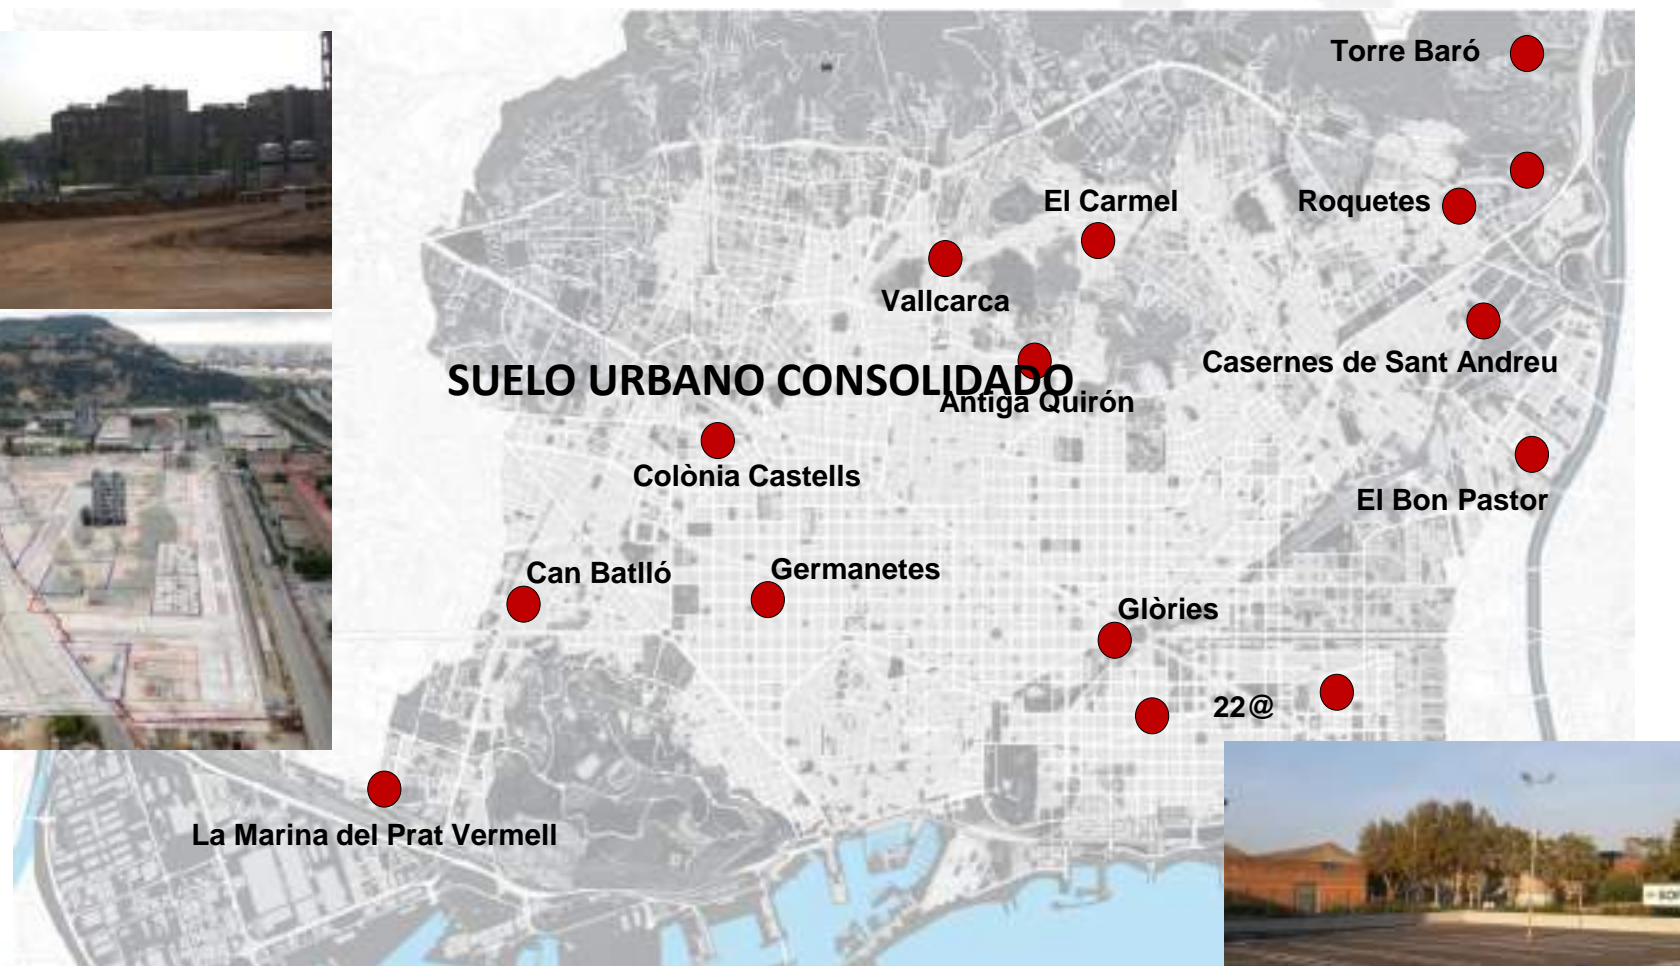 Torre Baró
El Carmel
Roquetes
Vallcarca
Casernes de Sant Andreu
SUELO URBANO CONSOLIDADO
Antiga Quirón
Colònia Castells
El Bon Pastor
Can Batlló
Germanetes
Glòries
22@
La Marina del Prat Vermell